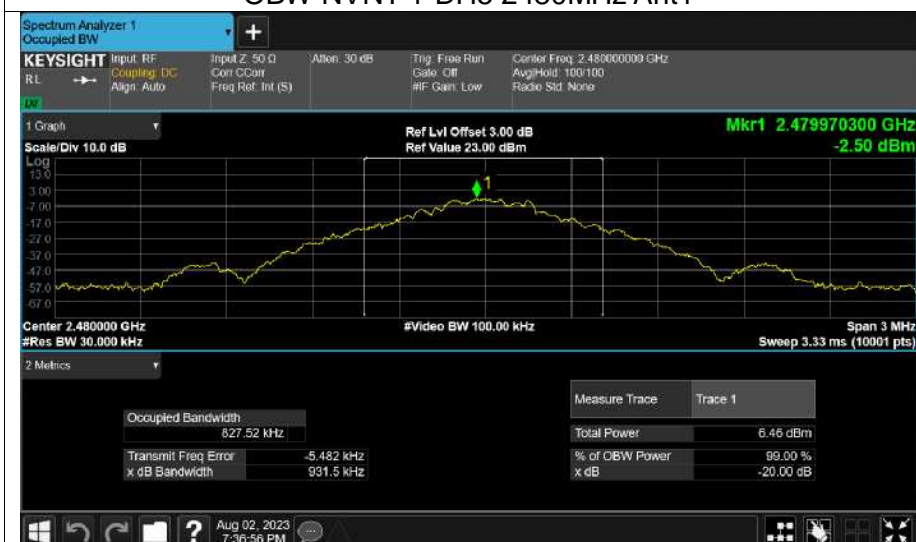 OBW NVNT 1-DH5 2480MHz Ant1
Spectrum Analyzer 1
Occupied BW
KEYSIGHT
RL
Input: RF
Coupling: DC
Align: Auto
Input Z: 50 Ω
Corr CCorr
Freq Ref: Int (S)
Atten: 30 dB
Trig: Free Run
Gate: Off
#IF Gain: Low
Center Freq: 2.480000000 GHz
Avg|Hold: 100/100
Radio Std: None
1 Graph
Scale/Div 10.0 dB
Ref Lvl Offset 3.00 dB
Ref Value 23.00 dBm
Mkr1 2.479970300 GHz
-2.50 dBm
Log
13.0
3.00
-7.00
-17.0
-27.0
-37.0
-47.0
-57.0
-67.0
1
Center 2.480000 GHz
#Res BW 30.000 kHz
#Video BW 100.00 kHz
Span 3 MHz
Sweep 3.33 ms (10001 pts)
2 Metrics
Measure Trace Trace 1
Occupied Bandwidth
827.52 kHz
Total Power 6.46 dBm
Transmit Freq Error -5.482 kHz
% of OBW Power 99.00 %
x dB Bandwidth 931.5 kHz
x dB -20.00 dB
?
Aug 02, 2023
7:36:56 PM